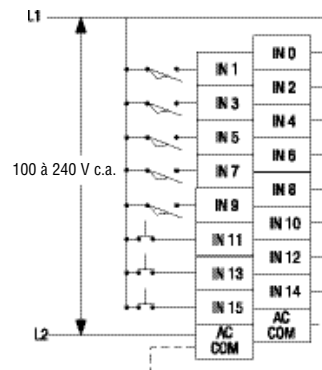 L1
IN 0
IN 1
IN 2
IN 3
IN 4
IN 5
IN 6
100 à 240 V c.a.
IN 7
IN 8
IN 9
IN 10
IN 11
IN 12
IN 13
IN 14
IN 15
AC
COM
L2
AC
COM